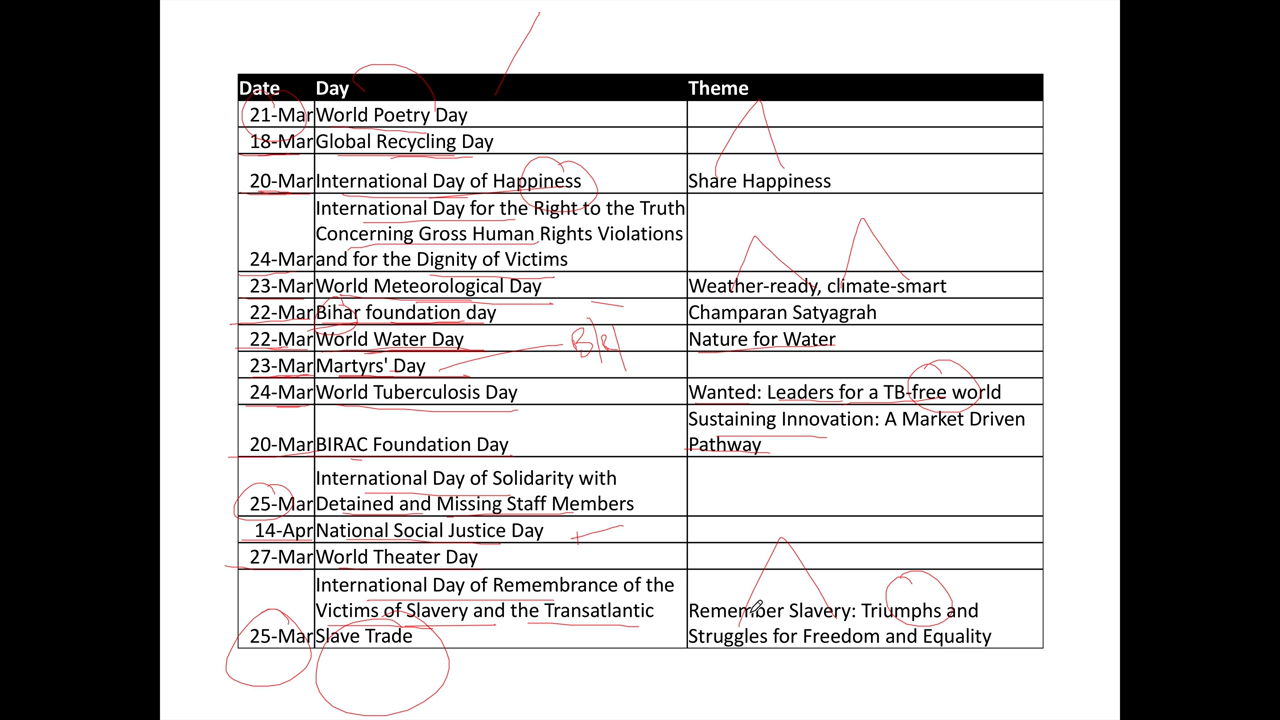 Date Day Theme
21-Mar World Poetry Day
18-Mar Global Recycling Day
20-Mar International Day of Happiness Share Happiness
International Day for the Right to the Truth
Concerning Gross Human Rights Violations
24-Mar and for the Dignity of Victims
23-Mar World Meteorological Day Weather-ready, climate-smart
22-Mar Bihar foundation day Champaran Satyagrah
22-Mar World Water Day Nature for Water
23-Mar Martyrs' Day
24-Mar World Tuberculosis Day Wanted: Leaders for a TB-free world
Sustaining Innovation: A Market Driven
20-Mar BIRAC Foundation Day Pathway
International Day of Solidarity with
25-Mar Detained and Missing Staff Members
14-Apr National Social Justice Day
27-Mar World Theater Day
International Day of Remembrance of the
Victims of Slavery and the Transatlantic Remember Slavery: Triumphs and
25-Mar Slave Trade Struggles for Freedom and Equality